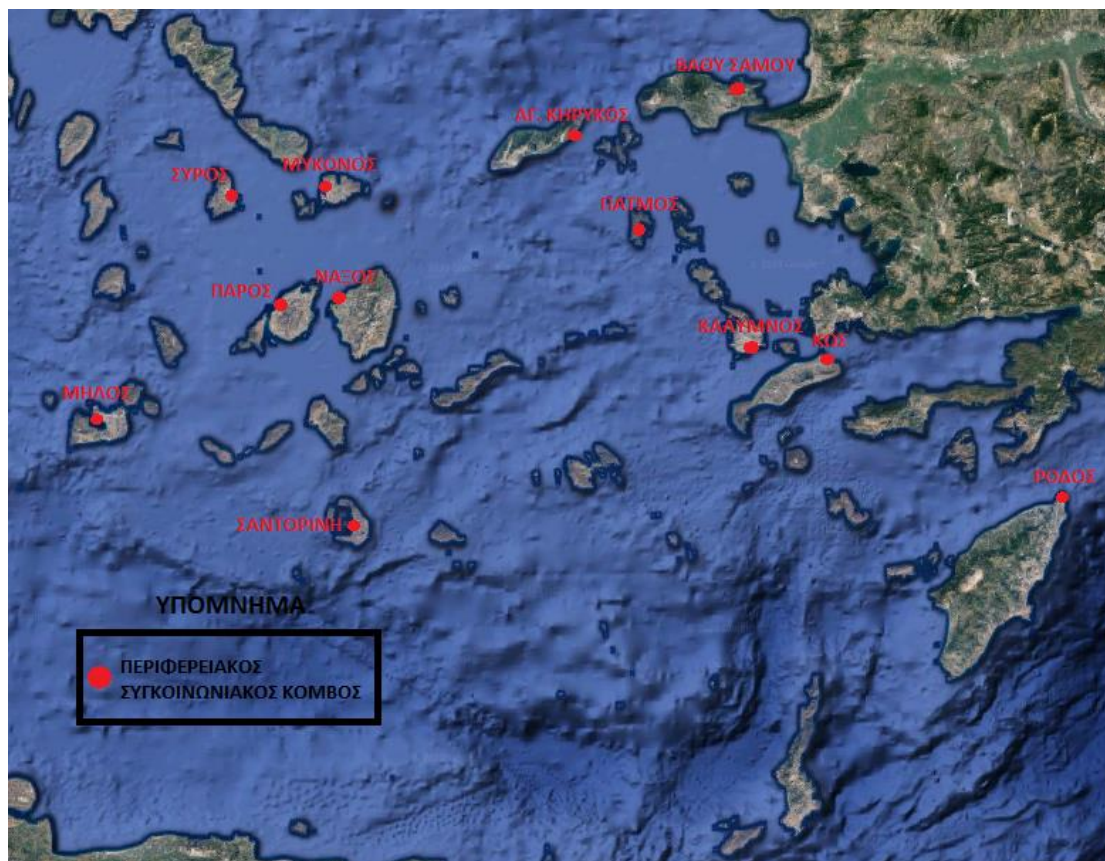 ΒΑΘΥ ΣΑΜΟΥ
ΑΓ. ΚΗΡΥΚΟΣ
ΜΥΚΟΝΟΣ
ΣΥΡΟΣ
ΠΑΤΜΟΣ
ΝΑΞΟΣ
ΠΑΡΟΣ
ΚΑΛΥΜΝΟΣ
ΚΩΣ
ΜΗΛΟΣ
ΡΟΔΟΣ
ΣΑΝΤΟΡΙΝΗ
ΥΠΟΜΝΗΜΑ
ΠΕΡΙΦΕΡΕΙΑΚΟΣ
ΣΥΓΚΟΙΝΩΝΙΑΚΟΣ ΚΟΜΒΟΣ